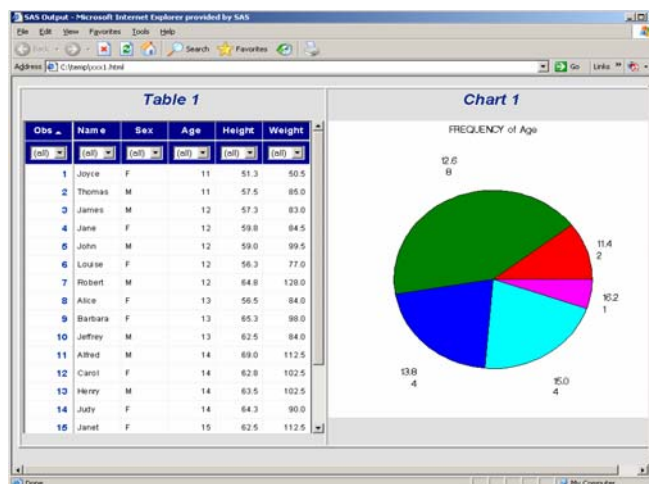 SAS Output - Microsoft Internet Explorer provided by SAS
File Edit View Favorites Tools Help
Back Search Favorites
Address C:\temp\xxx1.html Go Links »
Table 1
Obs Name Sex Age Height Weight
(all) (all) (all) (all) (all) (all)
1 Joyce F 11 51.3 50.5
2 Thomas M 11 57.5 85.0
3 James M 12 57.3 83.0
4 Jane F 12 59.8 84.5
5 John M 12 59.0 99.5
6 Louise F 12 56.3 77.0
7 Robert M 12 64.8 128.0
8 Alice F 13 56.5 84.0
9 Barbara F 13 65.3 98.0
10 Jeffrey M 13 62.5 84.0
11 Alfred M 14 69.0 112.5
12 Carol F 14 62.8 102.5
13 Henry M 14 63.5 102.5
14 Judy F 14 64.3 90.0
15 Janet F 15 62.5 112.5
Chart 1
FREQUENCY of Age
12.6
8
11.4
2
16.2
1
13.8
4
15.0
4
Done My Computer